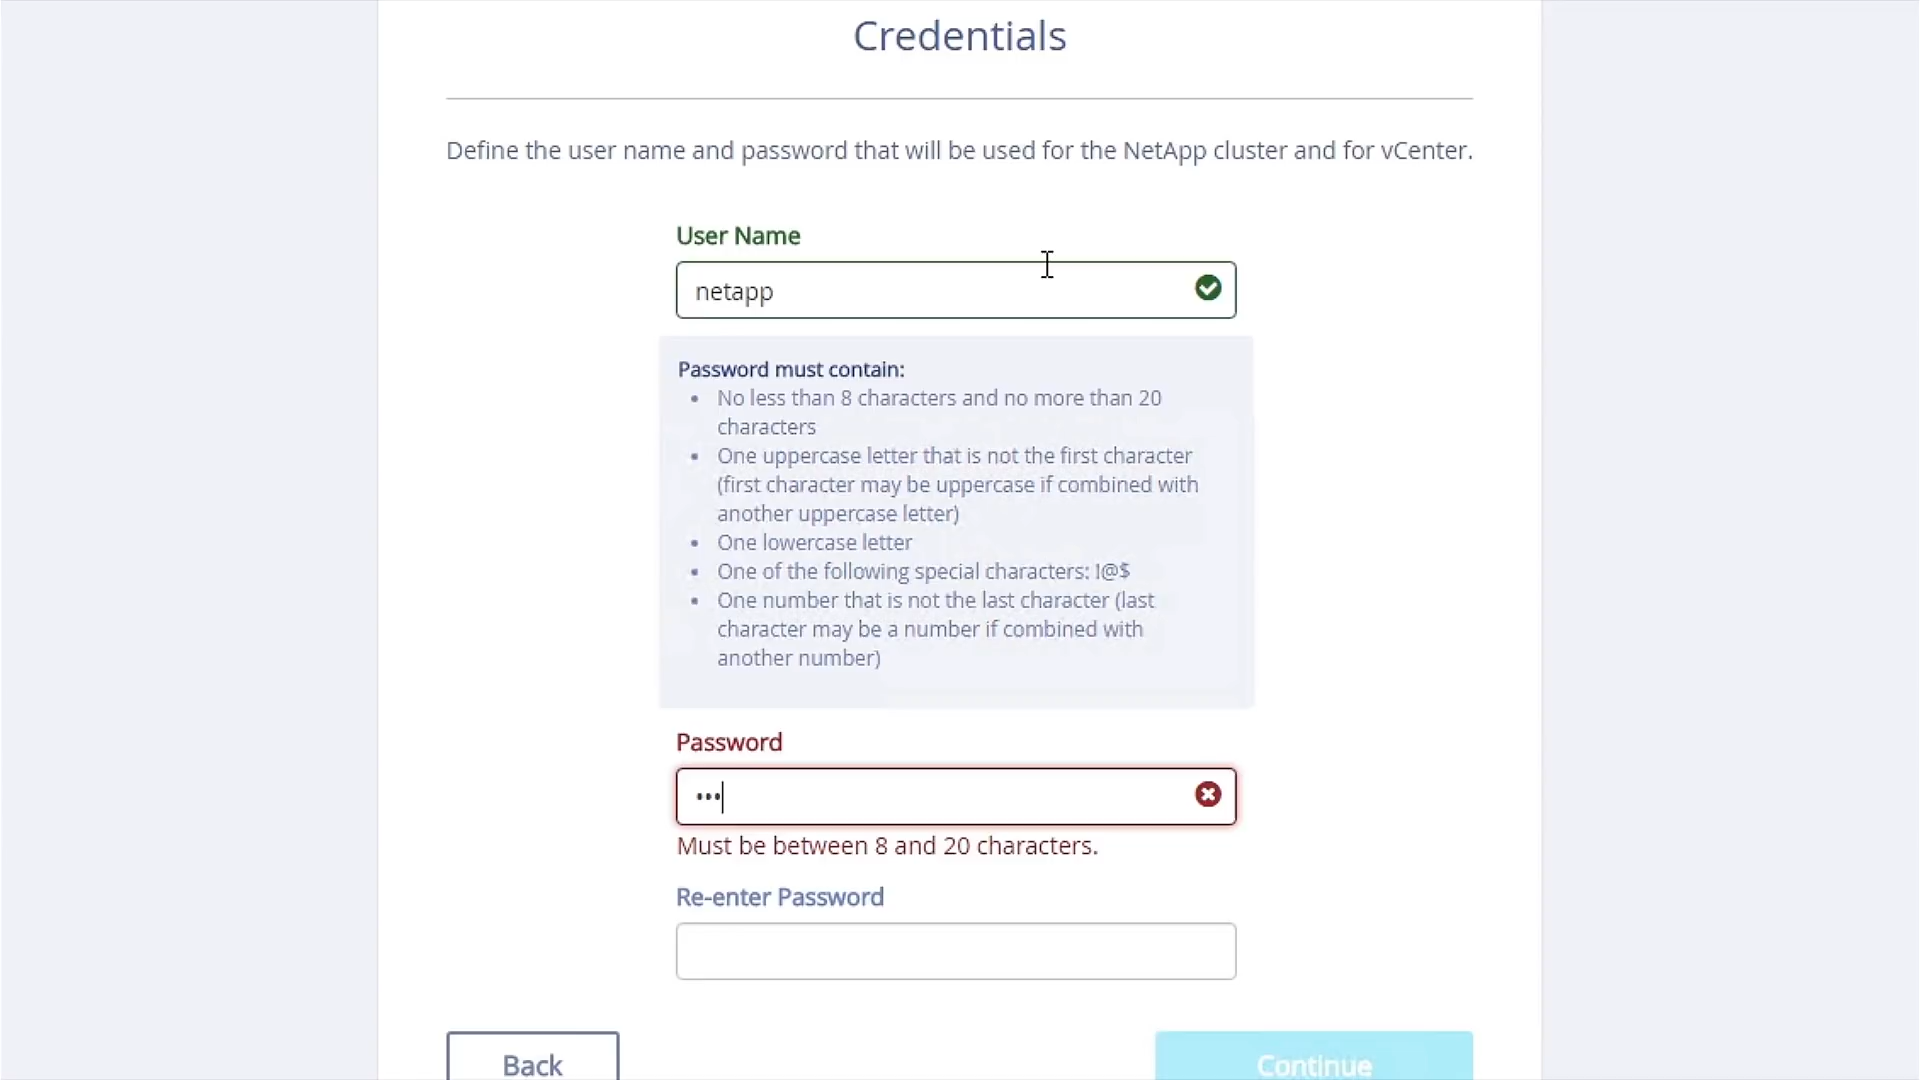 Credentials
Define the user name and password that will be used for the NetApp cluster and for vCenter.
User Name
netapp
Password must contain:
• No less than 8 characters and no more than 20
characters
• One uppercase letter that is not the first character
(first character may be uppercase if combined with
another uppercase letter)
• One lowercase letter
• One of the following special characters: !@$
• One number that is not the last character (last
character may be a number if combined with
another number)
Password
•••
Must be between 8 and 20 characters.
Re-enter Password
Back
Continue